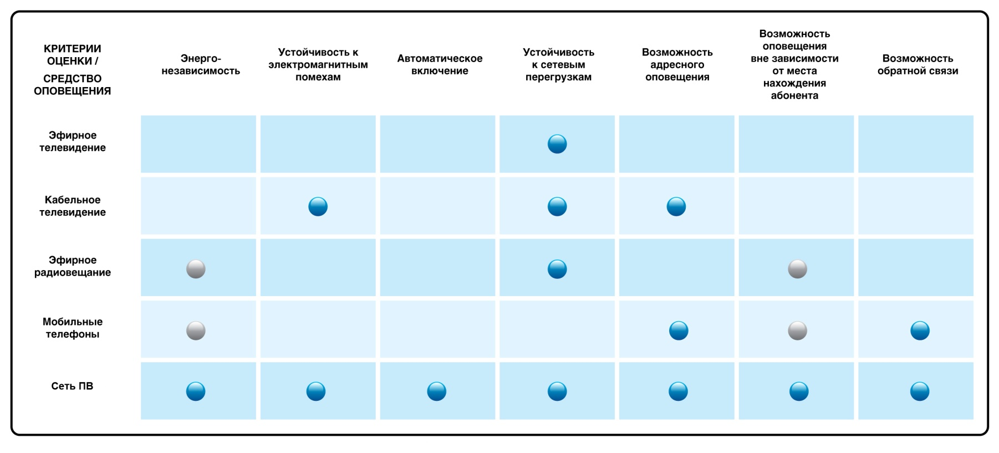 КРИТЕРИИ
ОЦЕНКИ /
СРЕДСТВО
ОПОВЕЩЕНИЯ
Энерго-
независимость
Устойчивость к
электромагнитным
помехам
Автоматическое
включение
Устойчивость
к сетевым
перегрузкам
Возможность
адресного
оповещения
Возможность
оповещения
вне зависимости
от места
нахождения
абонента
Возможность
обратной связи
Эфирное
телевидение
Кабельное
телевидение
Эфирное
радиовещание
Мобильные
телефоны
Сеть ПВ